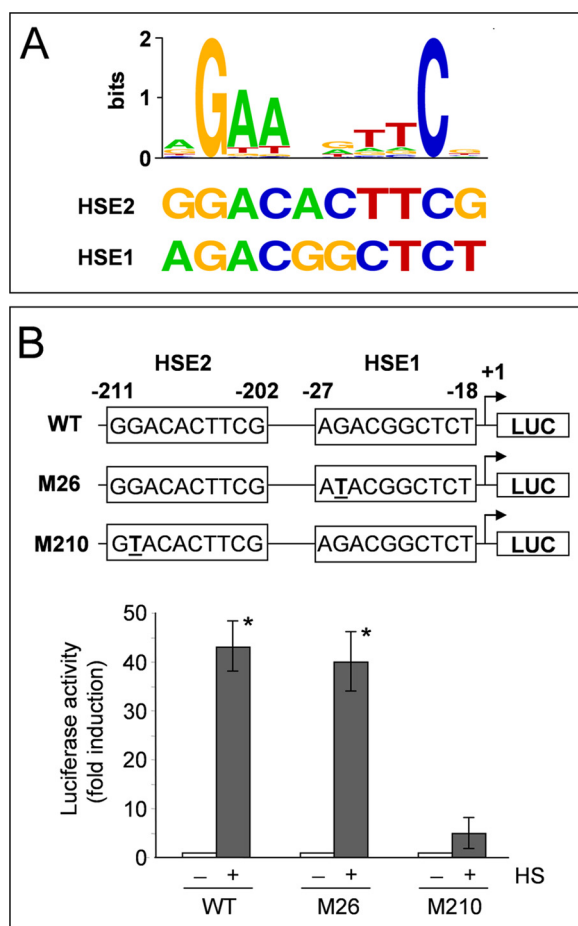 A
bits
2
1
0
G A A T T C
HSE2 GGACACTTCG
HSE1 AGACGGCTCT
B
HSE2 HSE1
-211 -202 -27 -18 +1
WT GGACACTTCG AGACGGCTCT LUC
M26 GGACACTTCG ATACGGCTCT LUC
M210 GTACACTTCG AGACGGCTCT LUC
Luciferase activity
(fold induction)
50
40
30
20
10
0
* *
– + – + – + HS
WT M26 M210